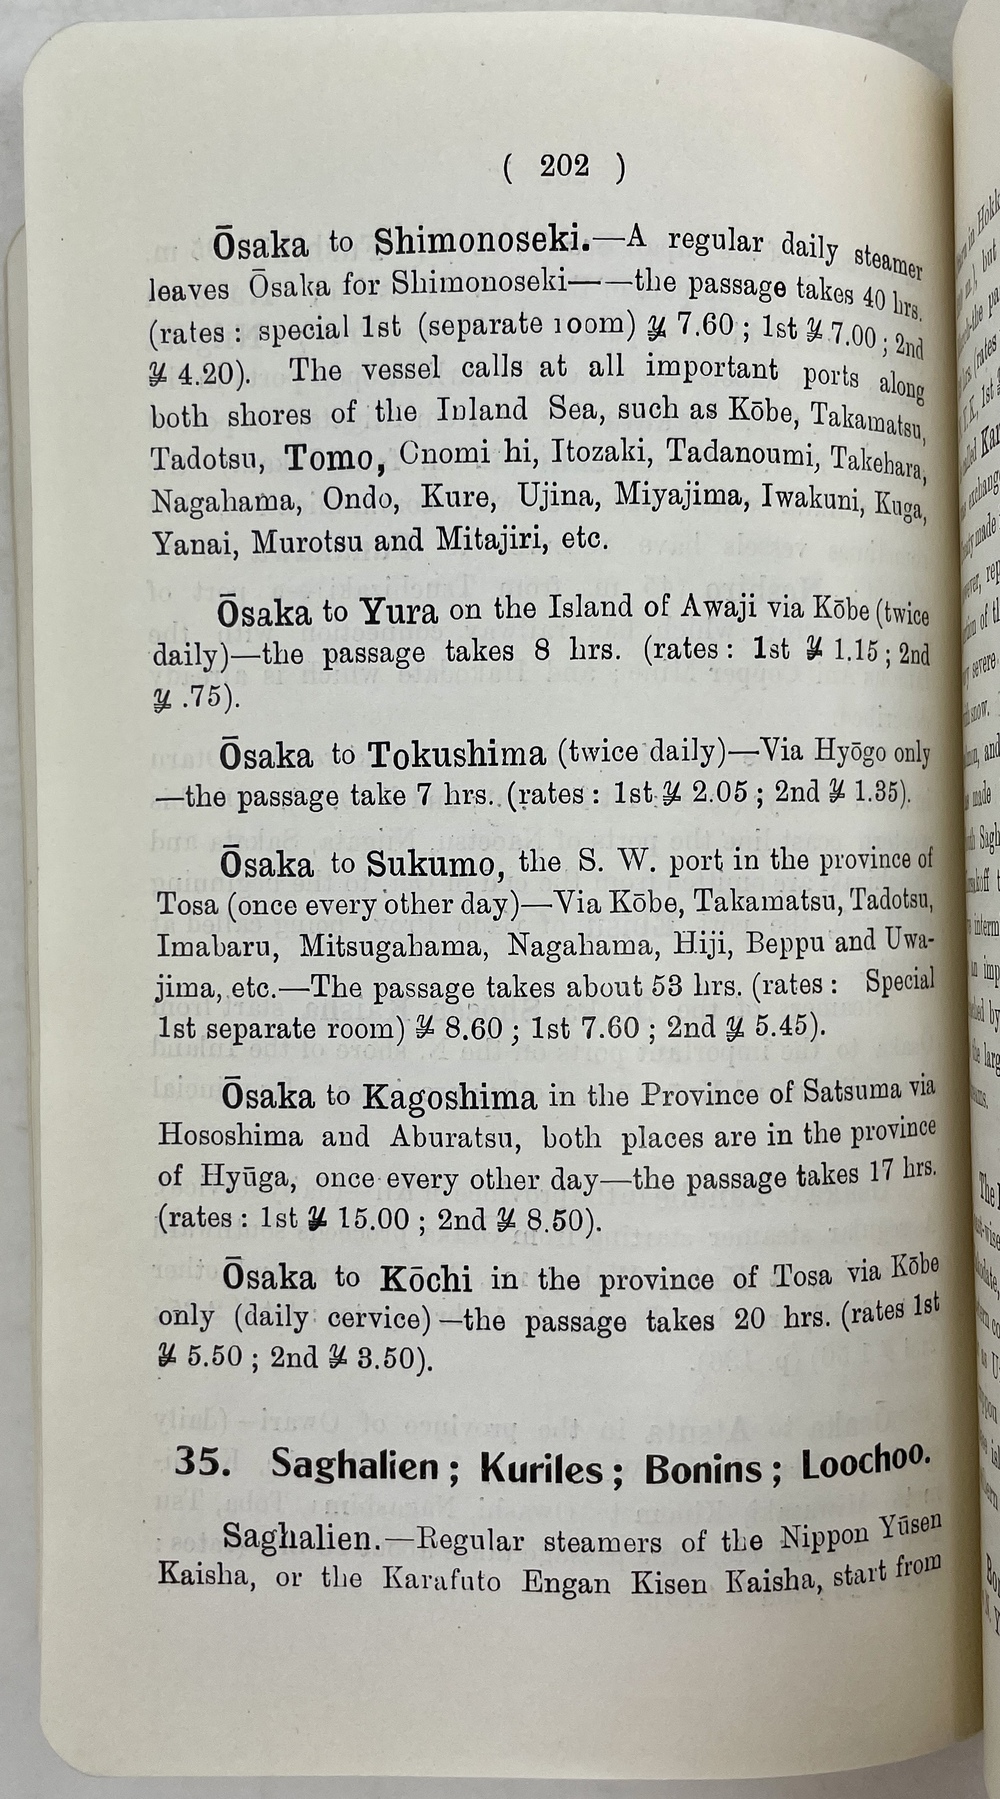 ( 202 )
Ōsaka to Shimonoseki.—A regular daily steamer
leaves Ōsaka for Shimonoseki——the passage takes 40 hrs.
(rates : special 1st (separate room) ¥ 7.60 ; 1st ¥ 7.00 ; 2nd
¥ 4.20). The vessel calls at all important ports along
both shores of the Inland Sea, such as Kōbe, Takamatsu,
Tadotsu, Tomo, Onomi hi, Itozaki, Tadanoumi, Takehara,
Nagahama, Ondo, Kure, Ujina, Miyajima, Iwakuni, Kuga,
Yanai, Murotsu and Mitajiri, etc.
Ōsaka to Yura on the Island of Awaji via Kōbe (twice
daily)—the passage takes 8 hrs. (rates : 1st ¥ 1.15 ; 2nd
¥ .75).
Ōsaka to Tokushima (twice daily)—Via Hyōgo only
—the passage take 7 hrs. (rates : 1st ¥ 2.05 ; 2nd ¥ 1.35).
Ōsaka to Sukumo, the S. W. port in the province of
Tosa (once every other day)—Via Kōbe, Takamatsu, Tadotsu,
Imabaru, Mitsugahama, Nagahama, Hiji, Beppu and Uwa-
jima, etc.—The passage takes about 53 hrs. (rates : Special
1st separate room) ¥ 8.60 ; 1st 7.60 ; 2nd ¥ 5.45).
Ōsaka to Kagoshima in the Province of Satsuma via
Hososhima and Aburatsu, both places are in the province
of Hyūga, once every other day—the passage takes 17 hrs.
(rates : 1st ¥ 15.00 ; 2nd ¥ 8.50).
Ōsaka to Kōchi in the province of Tosa via Kōbe
only (daily cervice)—the passage takes 20 hrs. (rates 1st
¥ 5.50 ; 2nd ¥ 3.50).
35. Saghalien ; Kuriles ; Bonins ; Loochoo.
Saghalien.—Regular steamers of the Nippon Yūsen
Kaisha, or the Karafuto Engan Kisen Kaisha, start from